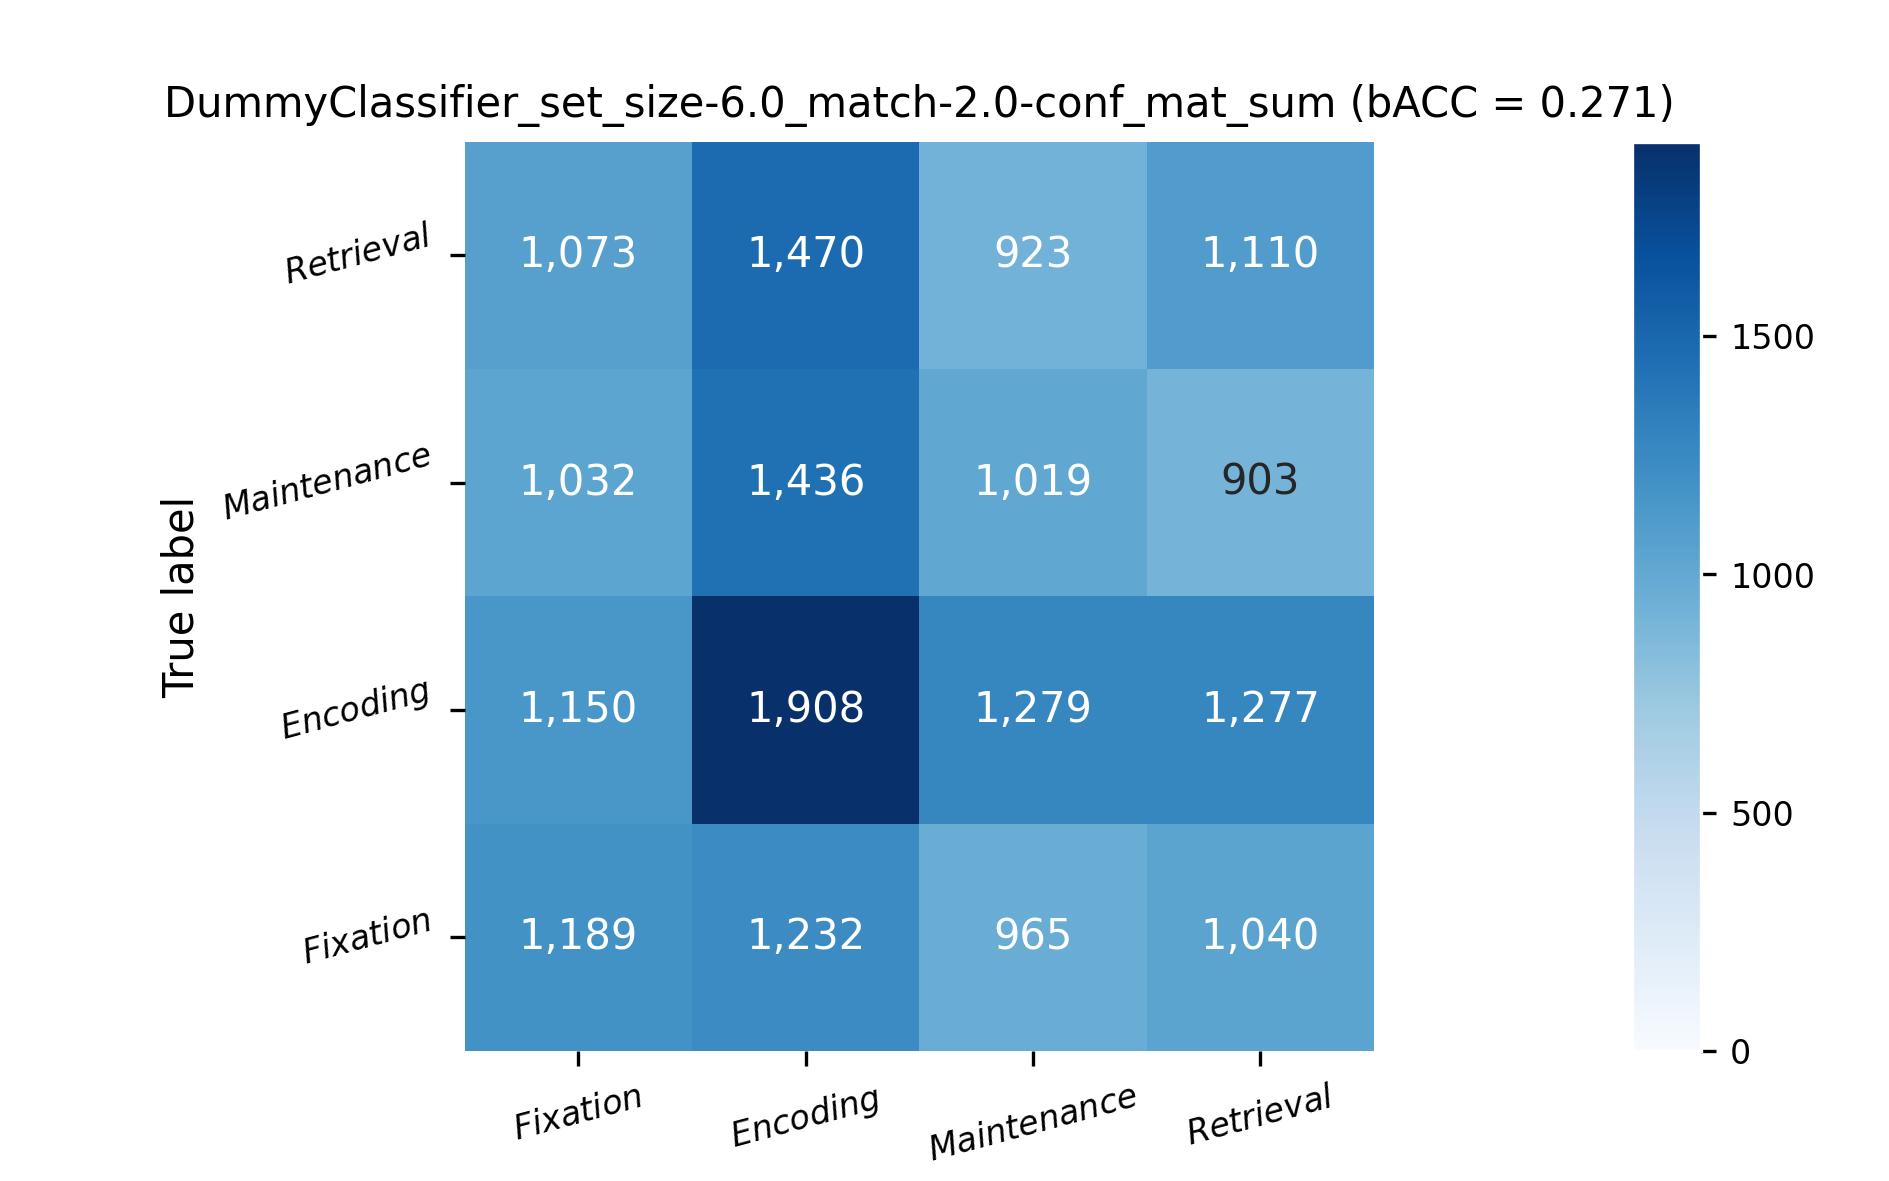 DummyClassifier_set_size-6.0_match-2.0-conf_mat_sum (bACC = 0.271)
True label
Retrieval 1,073 1,470 923 1,110
Maintenance 1,032 1,436 1,019 903
Encoding 1,150 1,908 1,279 1,277
Fixation 1,189 1,232 965 1,040
Fixation Encoding Maintenance Retrieval
1500
1000
500
0